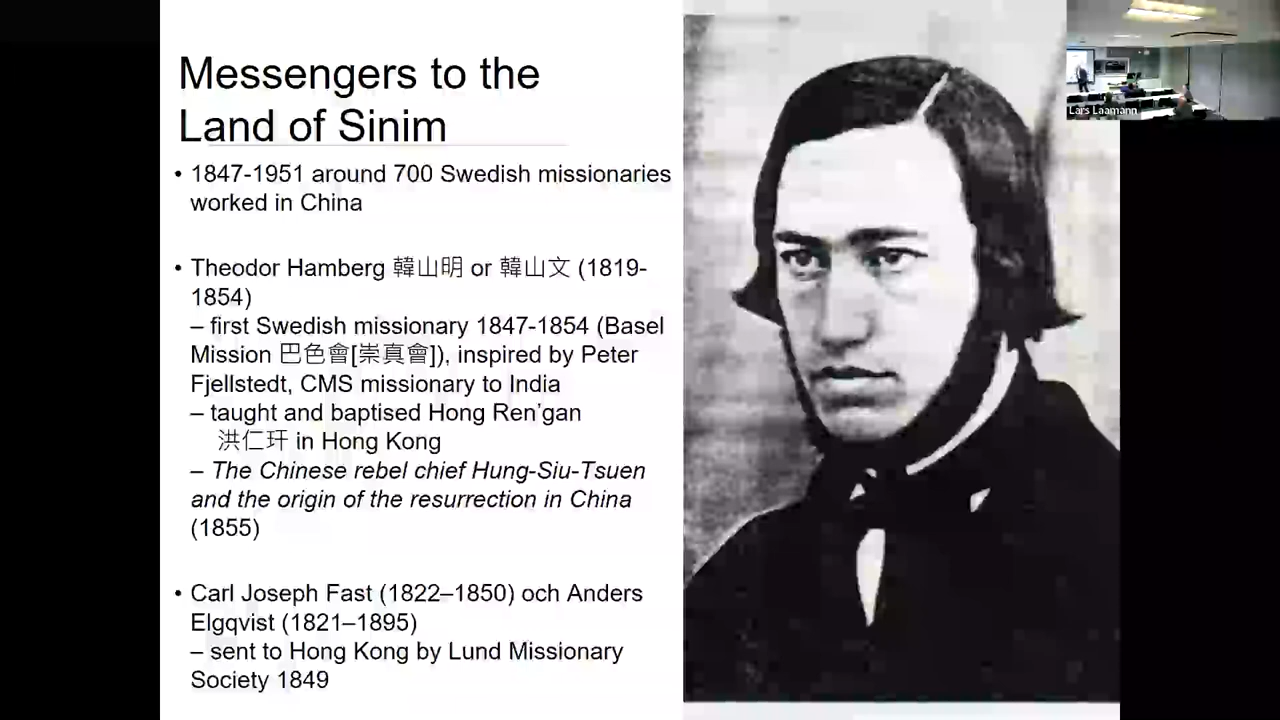 Messengers to the
Land of Sinim
• 1847-1951 around 700 Swedish missionaries
worked in China
• Theodor Hamberg 韓山明 or 韓山文 (1819-
1854)
– first Swedish missionary 1847-1854 (Basel
Mission 巴色會[崇真會]), inspired by Peter
Fjellstedt, CMS missionary to India
– taught and baptised Hong Ren’gan
洪仁玕 in Hong Kong
– The Chinese rebel chief Hung-Siu-Tsuen
and the origin of the resurrection in China
(1855)
• Carl Joseph Fast (1822–1850) och Anders
Elgqvist (1821–1895)
– sent to Hong Kong by Lund Missionary
Society 1849
Lars Laamann